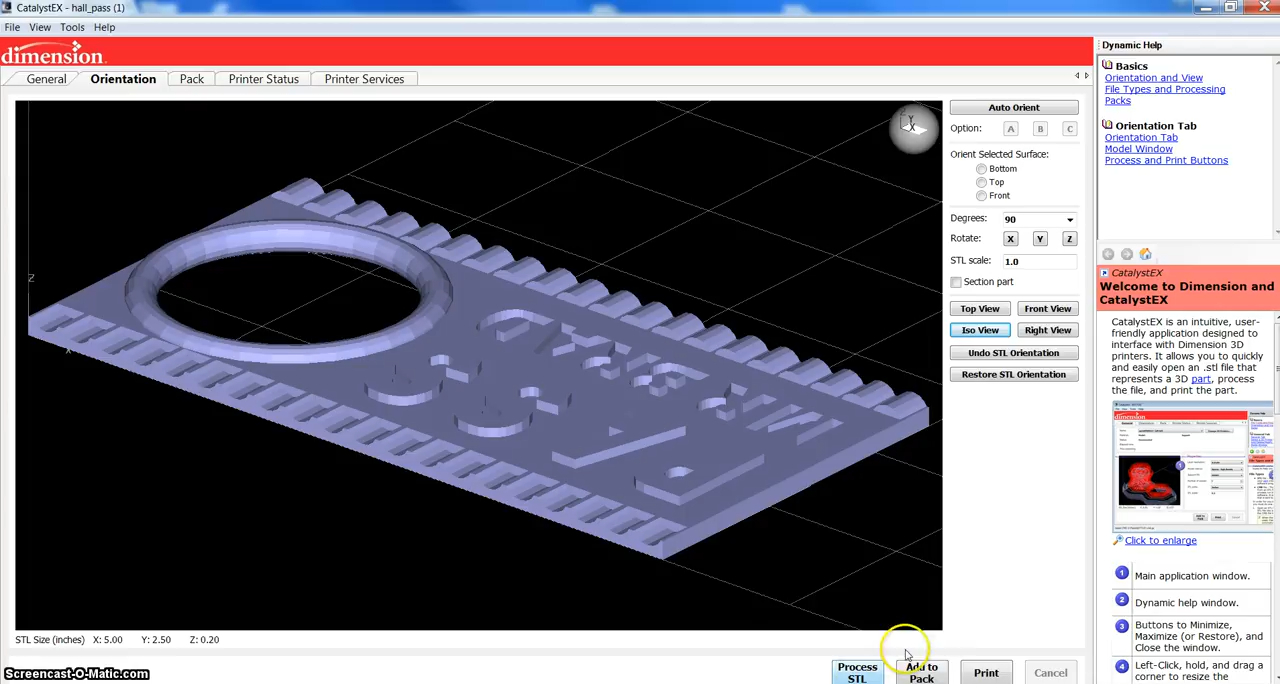 CatalystEX - hall_pass (1)
File View Tools Help
dimension
General Orientation Pack Printer Status Printer Services
Auto Orient
Option: A B C
Orient Selected Surface:
Bottom
Top
Front
Degrees: 90
Rotate: X Y Z
STL scale: 1.0
Section part
Top View Front View
Iso View Right View
Undo STL Orientation
Restore STL Orientation
Y
X
Z
X
STL Size (inches) X: 5.00 Y: 2.50 Z: 0.20
Process STL
Add to Pack
Print
Cancel
Screencast-O-Matic.com
Dynamic Help
Basics
Orientation and View
File Types and Processing
Packs
Orientation Tab
Orientation Tab
Model Window
Process and Print Buttons
CatalystEX
Welcome to Dimension and
CatalystEX
CatalystEX is an intuitive, user-
friendly application designed to
interface with Dimension 3D
printers. It allows you to quickly
and easily open an .stl file that
represents a 3D part, process
the file, and print the part.
Click to enlarge
1 Main application window.
2 Dynamic help window.
3 Buttons to Minimize,
Maximize (or Restore), and
Close the window.
4 Left-Click, hold, and drag a
corner to resize the